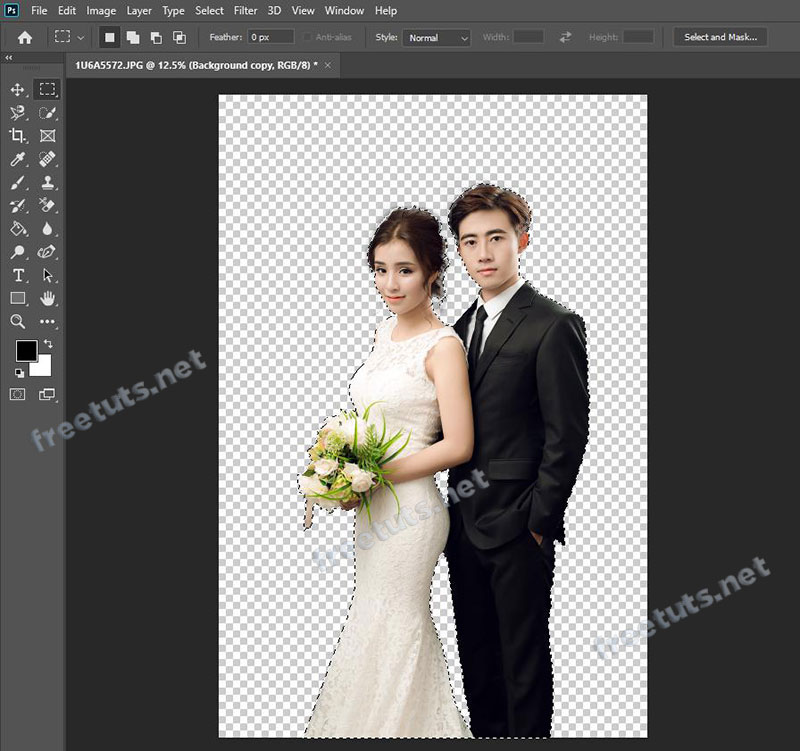 Ps File Edit Image Layer Type Select Filter 3D View Window Help
Feather: 0 px Anti-alias Style: Normal Width: Height: Select and Mask...
1U6A5572.JPG @ 12.5% (Background copy, RGB/8) * ×
T
freetuts.net
freetuts.net
freetuts.net